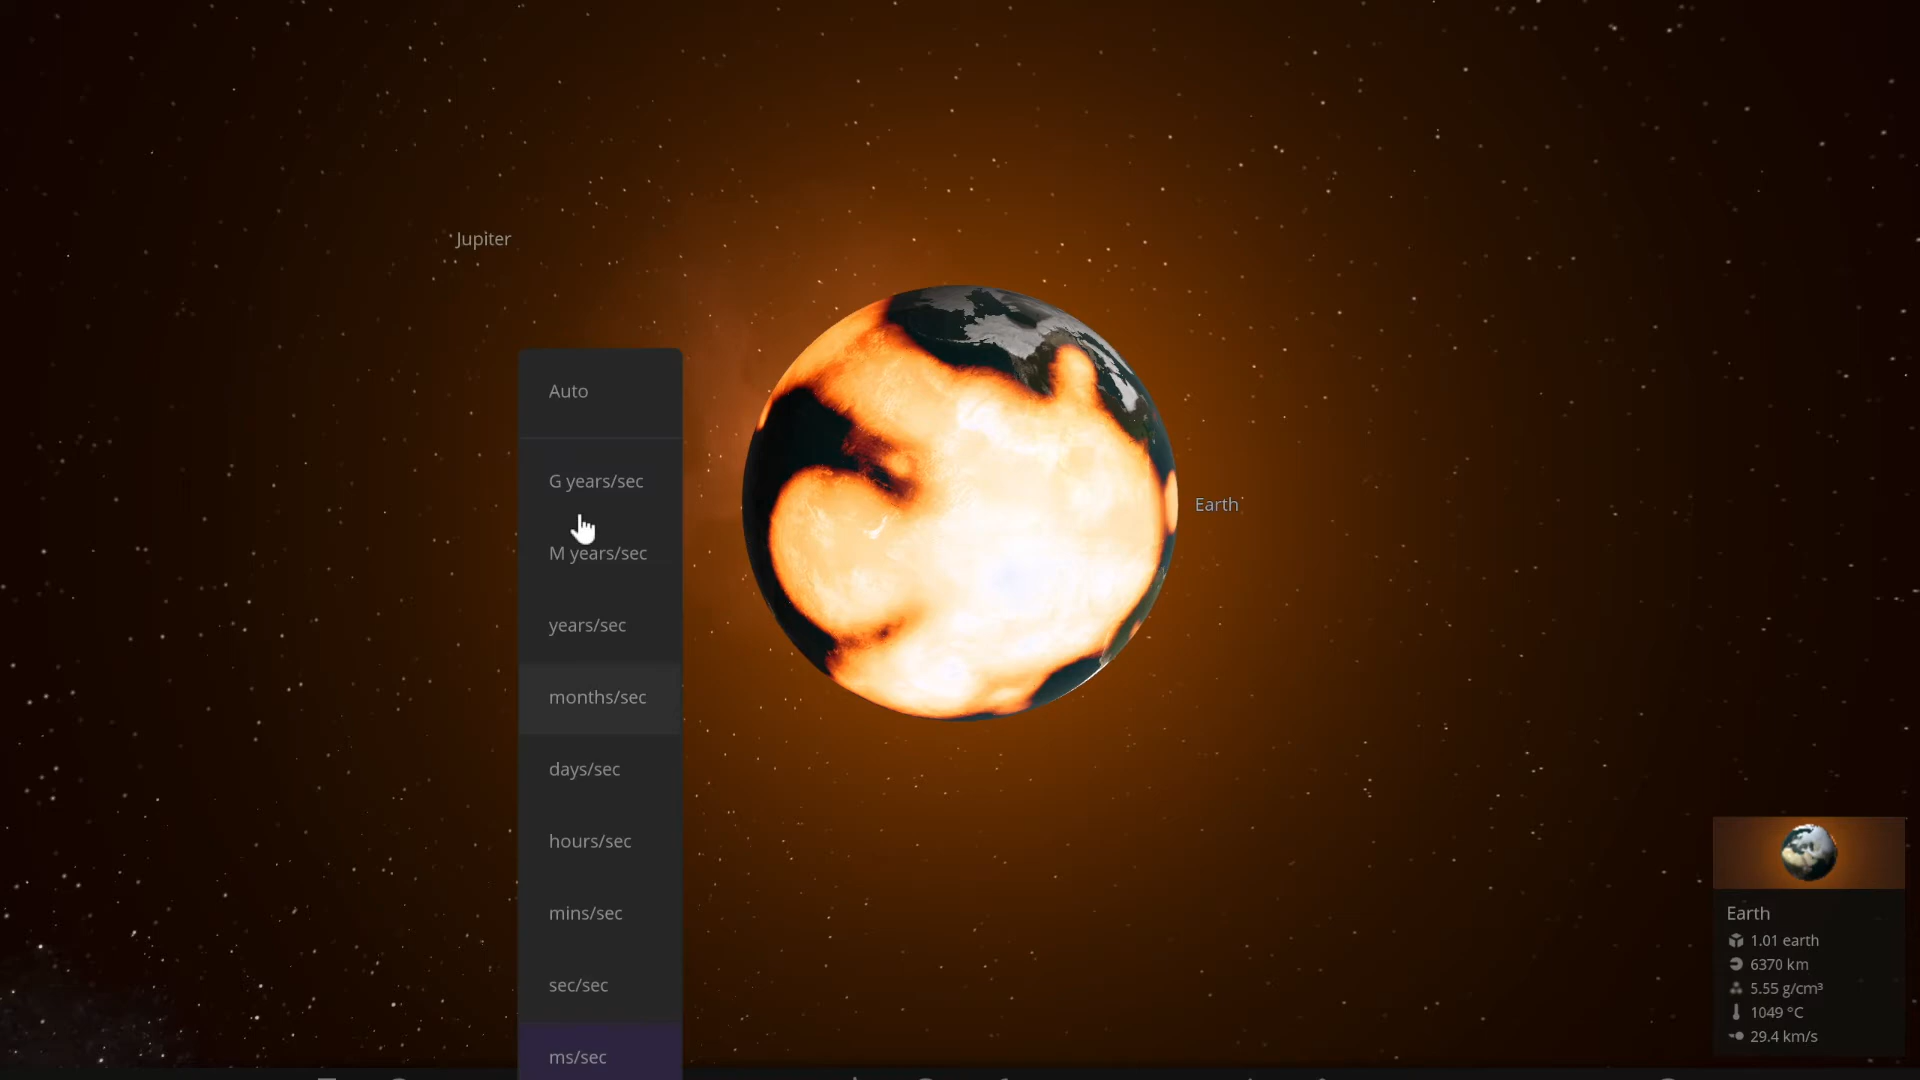 Jupiter
Auto
G years/sec
M years/sec
years/sec
months/sec
days/sec
hours/sec
mins/sec
sec/sec
ms/sec
Earth
Earth
1.01 earth
6370 km
5.55 g/cm³
1049 °C
29.4 km/s